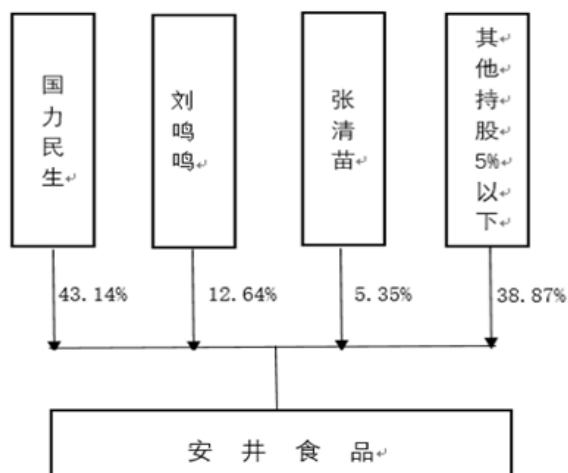 国力民生
刘鸣鸣
张清苗
其他持股5%以下
43.14%
12.64%
5.35%
38.87%
安井食品